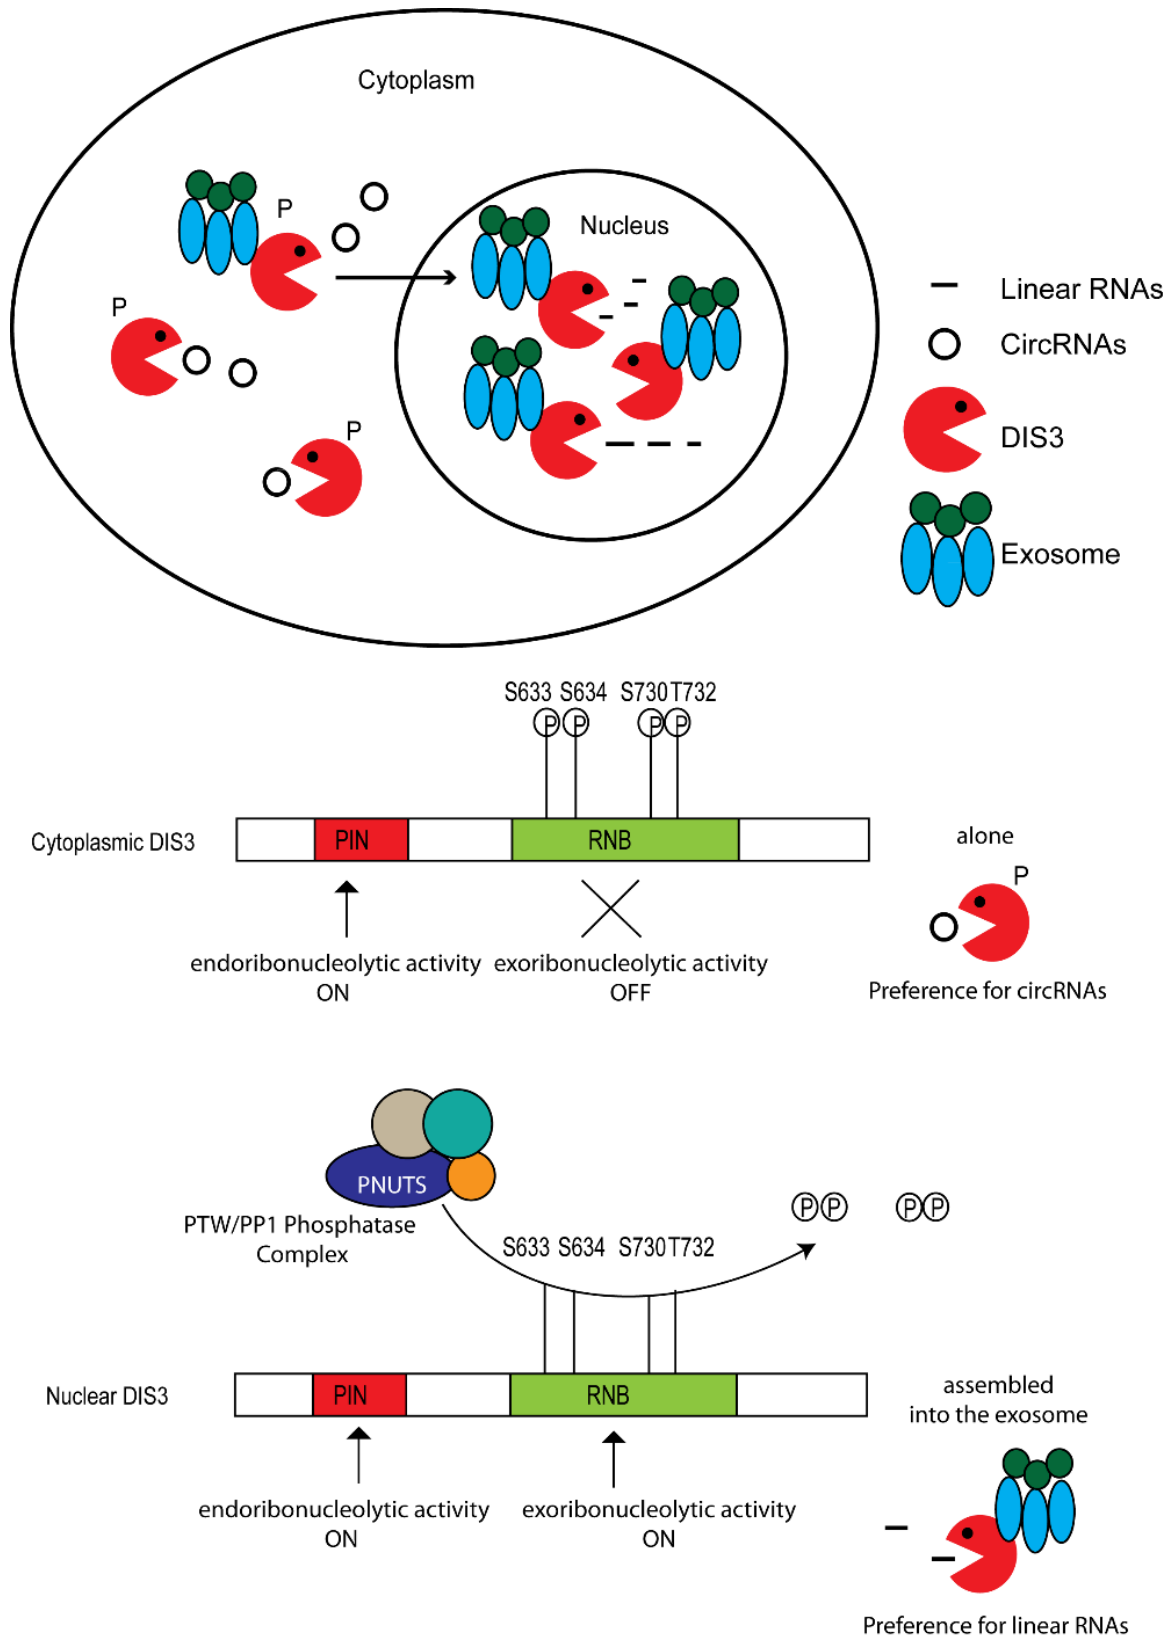 Cytoplasm
P
Nucleus
P
P
Linear RNAs
CircRNAs
DIS3
Exosome
S633 S634 S730 T732
P P P P
Cytoplasmic DIS3
PIN
RNB
alone
P
endoribonucleolytic activity
ON
exoribonucleolytic activity
OFF
Preference for circRNAs
PNUTS
PTW/PP1 Phosphatase
Complex
P P P P
S633 S634 S730 T732
Nuclear DIS3
PIN
RNB
assembled
into the exosome
endoribonucleolytic activity
ON
exoribonucleolytic activity
ON
Preference for linear RNAs